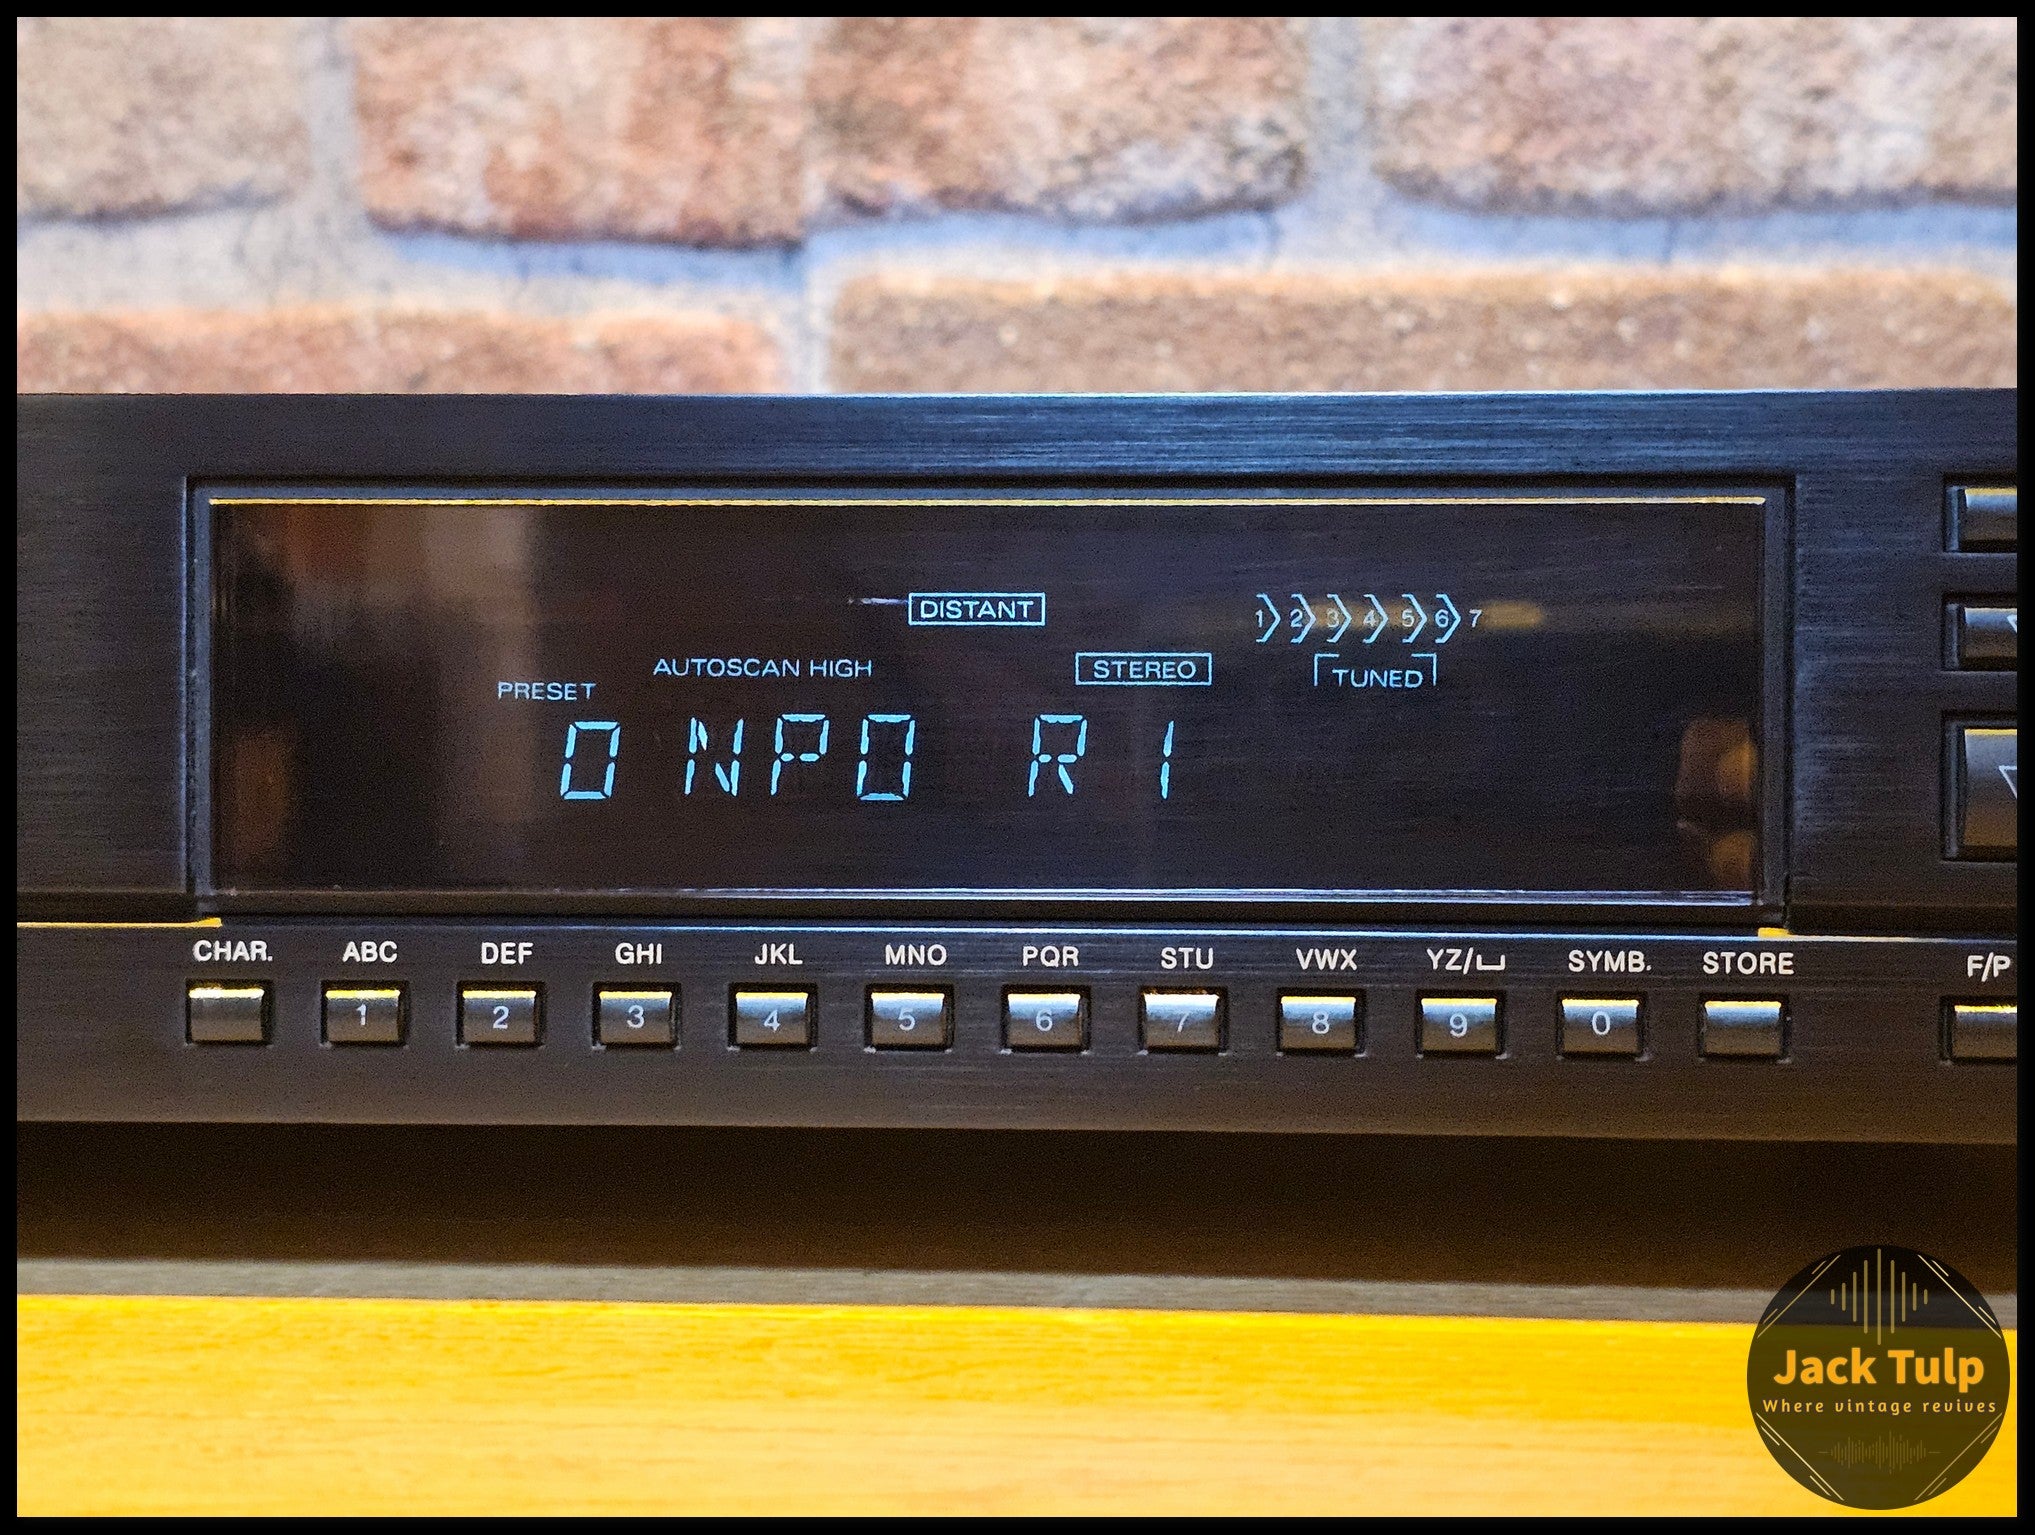 DISTANT
1 2 3 4 5 6 7
AUTOSCAN HIGH
STEREO
TUNED
PRESET
0 NPO R1
CHAR. ABC DEF GHI JKL MNO PQR STU VWX YZ/⌴ SYMB. STORE F/P
1 2 3 4 5 6 7 8 9 0
Jack Tulp
Where vintage revives